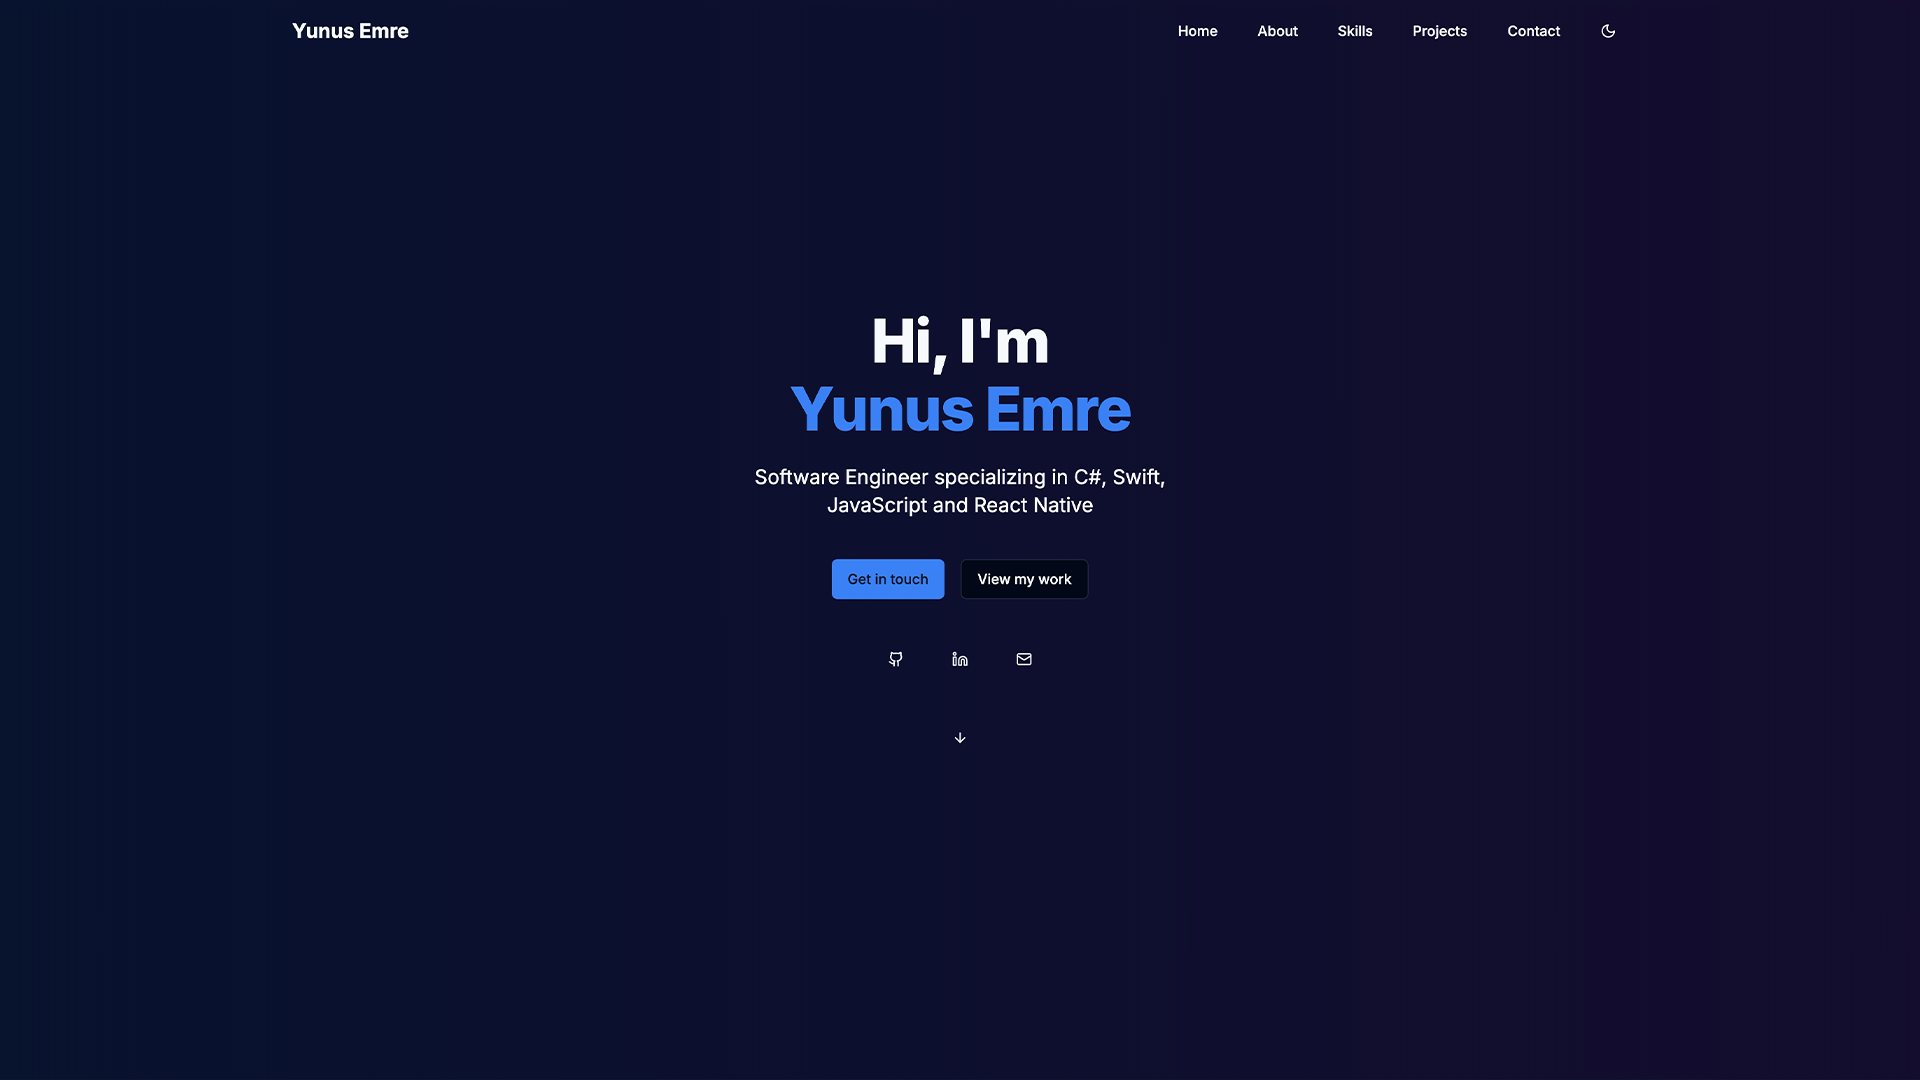 Yunus Emre
Home
About
Skills
Projects
Contact
Hi, I'm
Yunus Emre
Software Engineer specializing in C#, Swift,
JavaScript and React Native
Get in touch
View my work